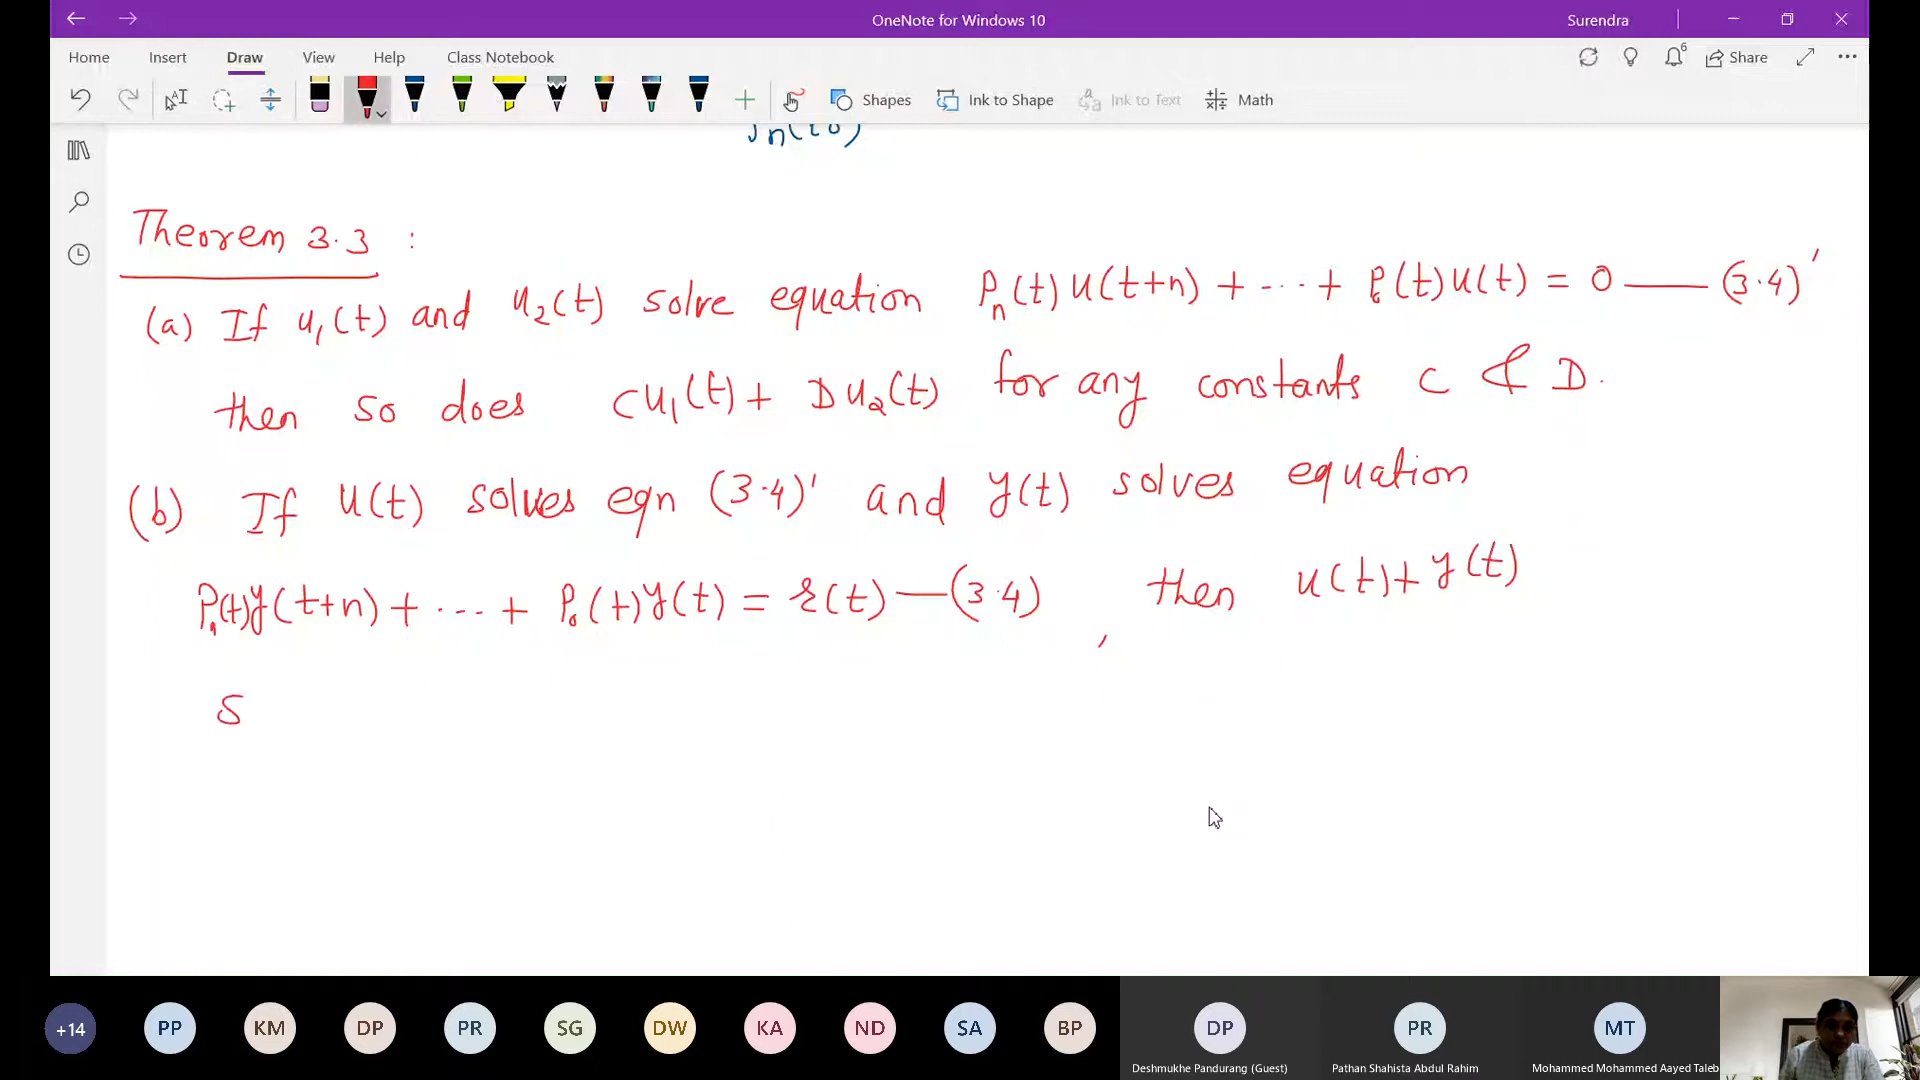 OneNote for Windows 10
Surendra
Home Insert Draw View Help Class Notebook
6
Share
Shapes Ink to Shape Ink to Text Math
Theorem 3.3 :
(a) If u₁(t) and u₂(t) solve equation Pₙ(t)u(t+n) + --- + P₀(t)u(t) = 0 — (3.4)'
then so does Cu₁(t) + Du₂(t) for any constants C & D.
(b) If u(t) solves eqn (3.4)' and y(t) solves equation
Pₙ(t)y(t+n) + --- + P₀(t)y(t) = r(t) — (3.4) , then u(t)+y(t)
S
+14 PP KM DP PR SG DW KA ND SA BP DP PR MT
Deshmukhe Pandurang (Guest) Pathan Shahista Abdul Rahim Mohammed Mohammed Aayed Taleb